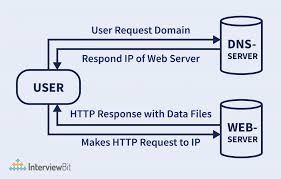 User Request Domain
DNS-
SERVER
Respond IP of Web Server
USER
HTTP Response with Data Files
WEB-
SERVER
Makes HTTP Request to IP
InterviewBit